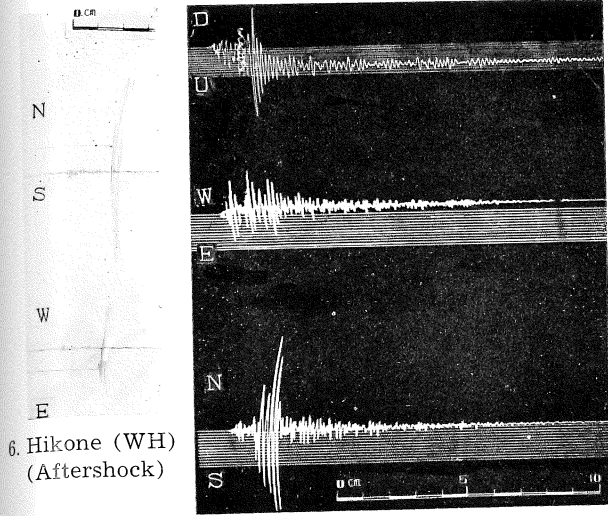 0 cm
N
S
W
E
6. Hikone (WH)
(Aftershock)
D
U
W
E
N
S
0 cm 5 10